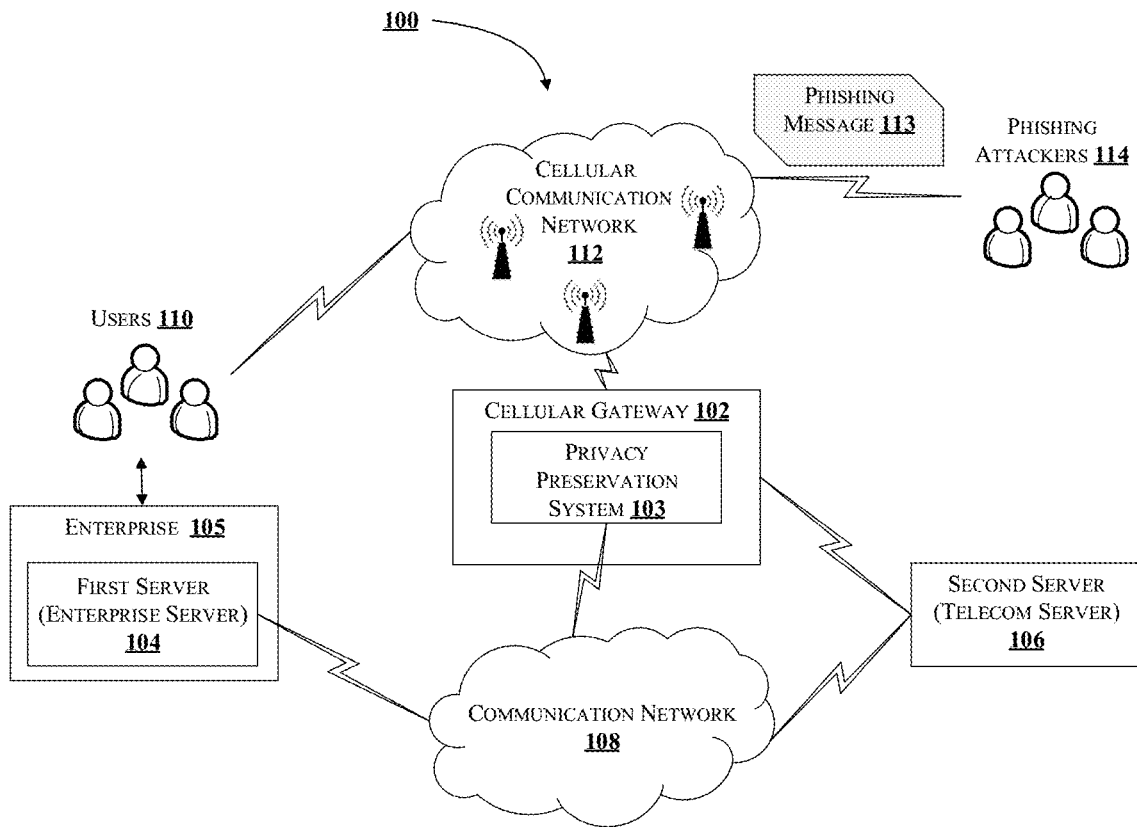 100
PHISHING
MESSAGE 113
PHISHING
ATTACKERS 114
CELLULAR
COMMUNICATION
NETWORK
112
USERS 110
CELLULAR GATEWAY 102
PRIVACY
PRESERVATION
SYSTEM 103
ENTERPRISE 105
FIRST SERVER
(ENTERPRISE SERVER)
104
SECOND SERVER
(TELECOM SERVER)
106
COMMUNICATION NETWORK
108